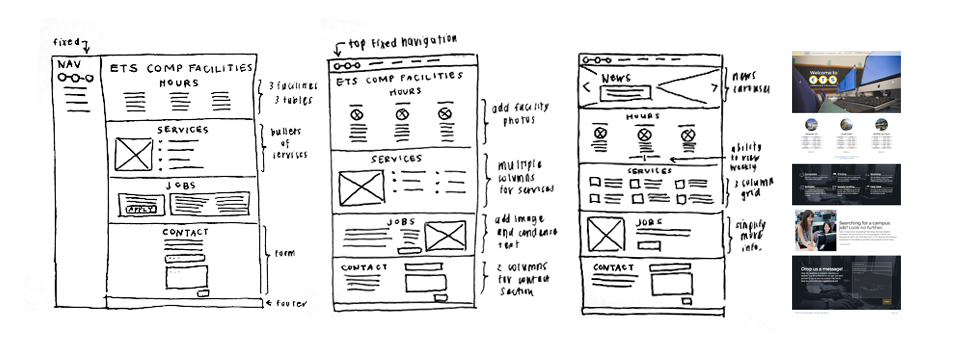 fixed
NAV
ETS COMP FACILITIES
HOURS
3 facilities
3 tables
SERVICES
bullets
of
services
JOBS
APPLY
CONTACT
form
footer
top fixed navigation
ETS COMP FACILITIES
HOURS
add facility
photos
SERVICES
multiple
columns
for services
JOBS
add image
and condense
text
CONTACT
2 columns
for contact
section
NEWS
news
carousel
HOURS
ability
to view
weekly
SERVICES
3 column
grid
JOBS
simplify
more
info.
CONTACT
Welcome to
ETS
Searching for a campus
job? Look no further.
Drop us a message!